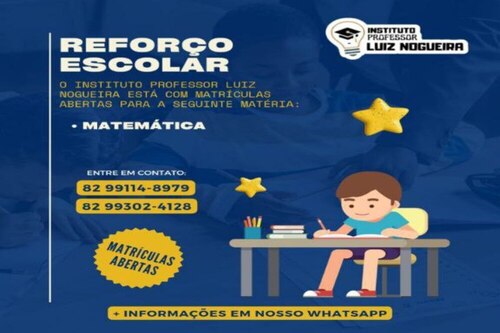 INSTITUTO
PROFESSOR
LUIZ NOGUEIRA
REFORÇO
ESCOLAR
O INSTITUTO PROFESSOR LUIZ
NOGUEIRA ESTÁ COM MATRÍCULAS
ABERTAS PARA A SEGUINTE MATÉRIA:
• MATEMÁTICA
ENTRE EM CONTATO:
82 99114-8979
82 99302-4128
MATRÍCULAS
ABERTAS
+ INFORMAÇÕES EM NOSSO WHATSAPP